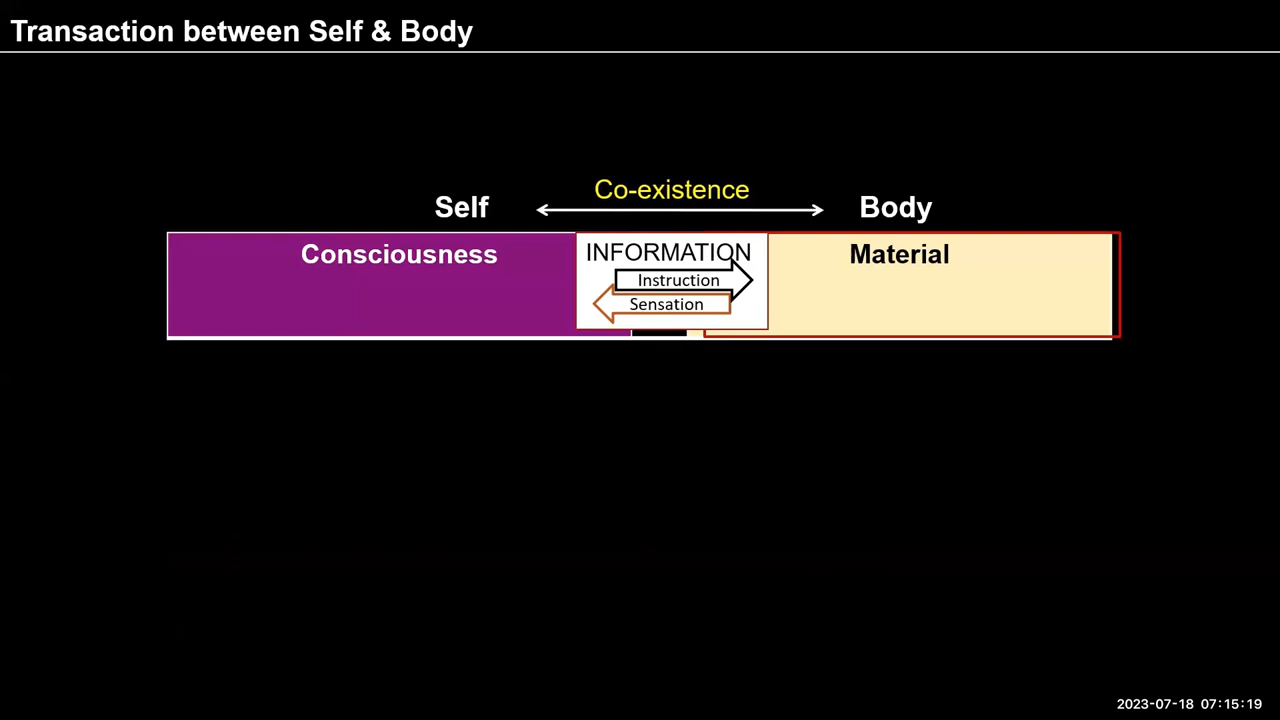 Transaction between Self & Body
Co-existence
Self
Body
Consciousness
INFORMATION
Material
Instruction
Sensation
2023-07-18 07:15:19